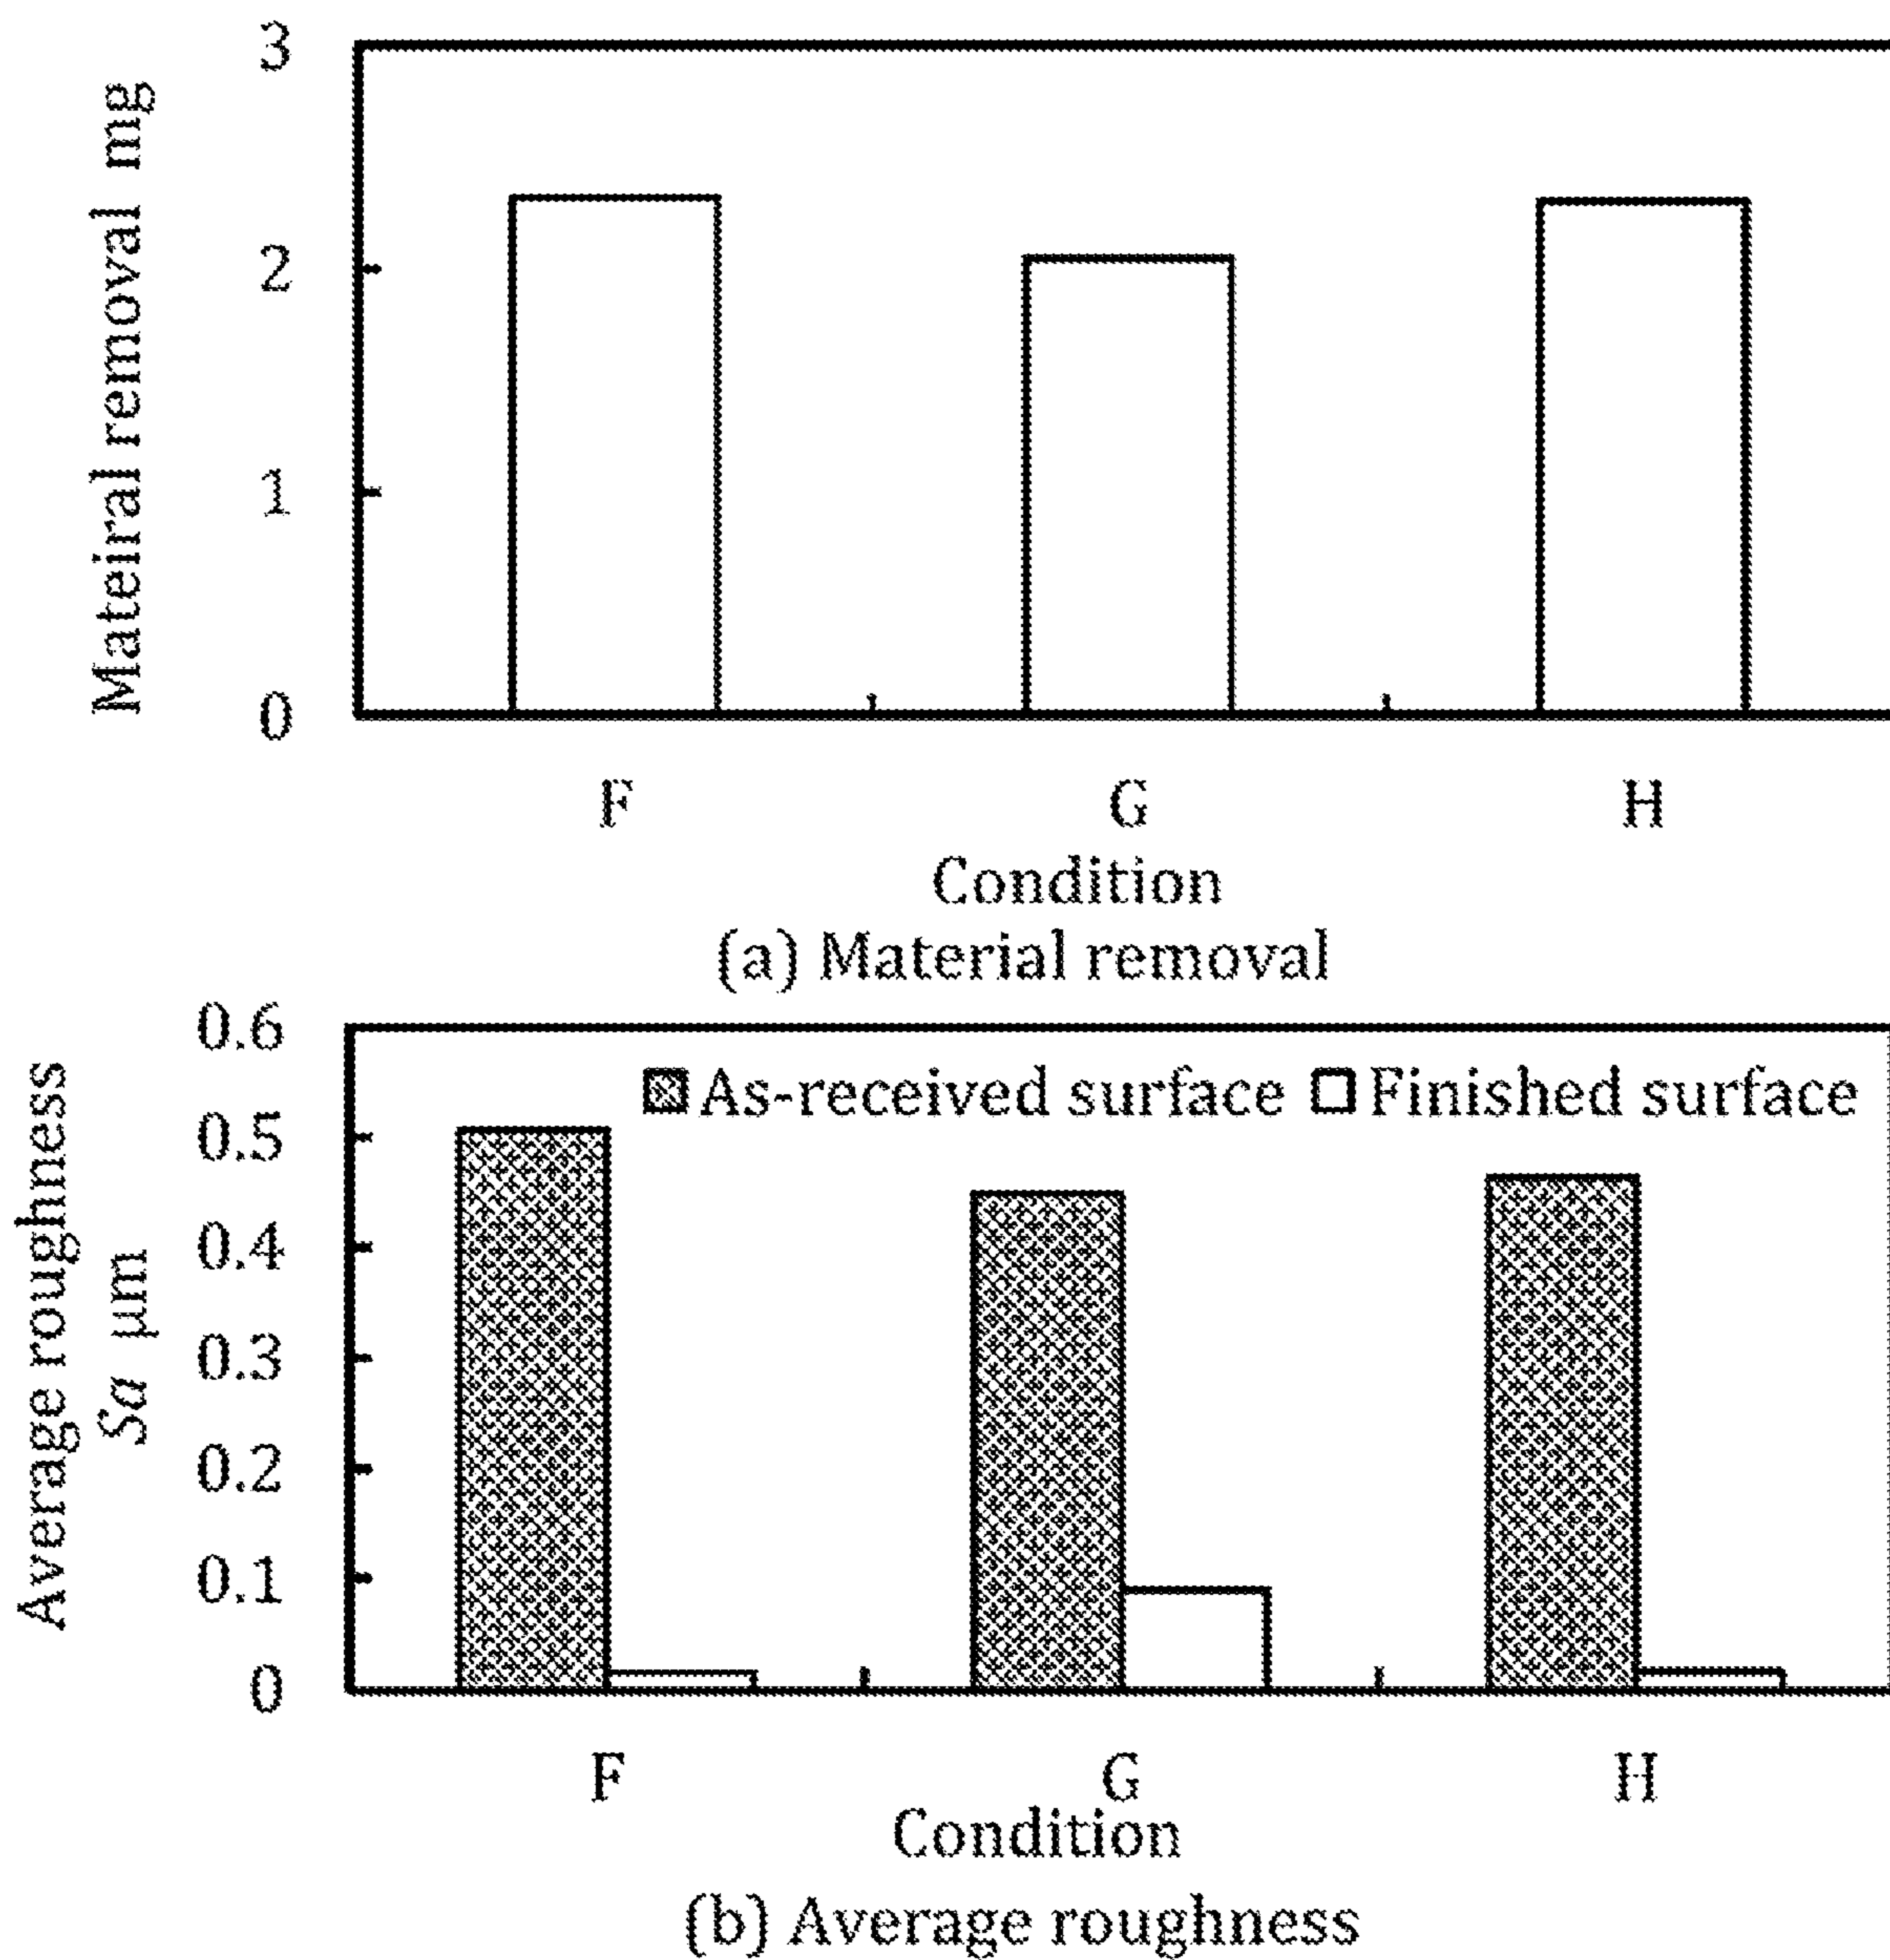 Mateiral removal mg
3
2
1
0
F G H
Condition
(a) Material removal
Average roughness
Sa μm
0.6
0.5
0.4
0.3
0.2
0.1
0
As-received surface Finished surface
F G H
Condition
(b) Average roughness